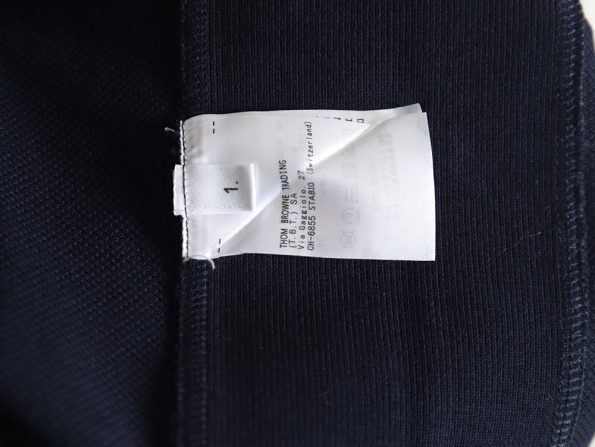 1.
THOM BROWNE TRADING
(T.B.T.) SA
Via Gaggiolo, 27
CH-6855 STABIO (Switzerland)